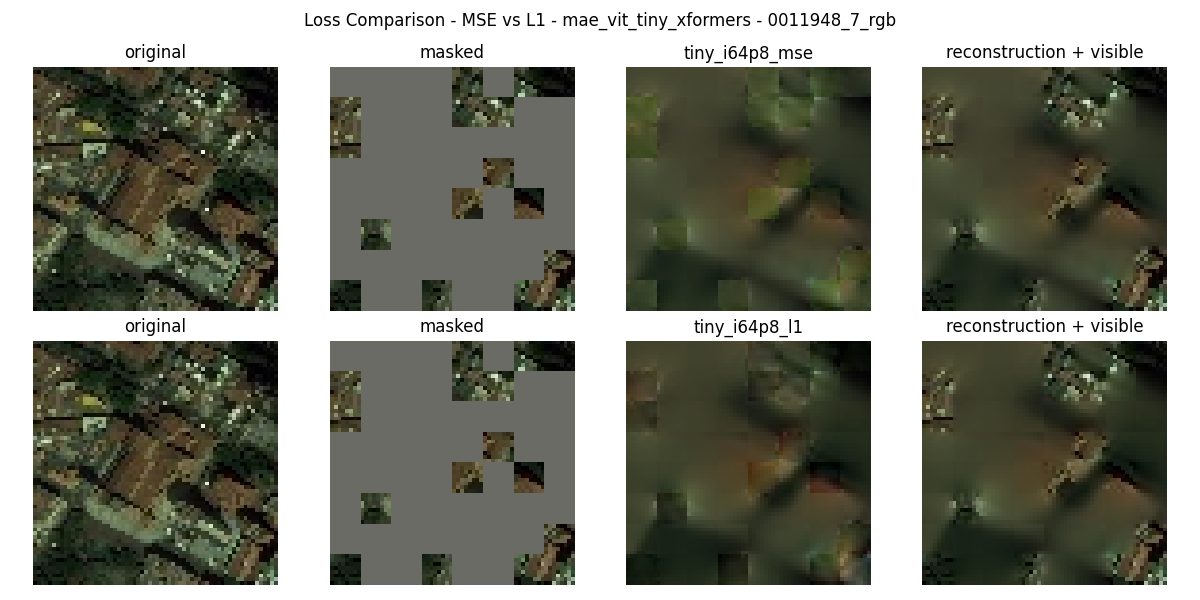 Loss Comparison - MSE vs L1 - mae_vit_tiny_xformers - 0011948_7_rgb
original
masked
tiny_i64p8_mse
reconstruction + visible
original
masked
tiny_i64p8_l1
reconstruction + visible